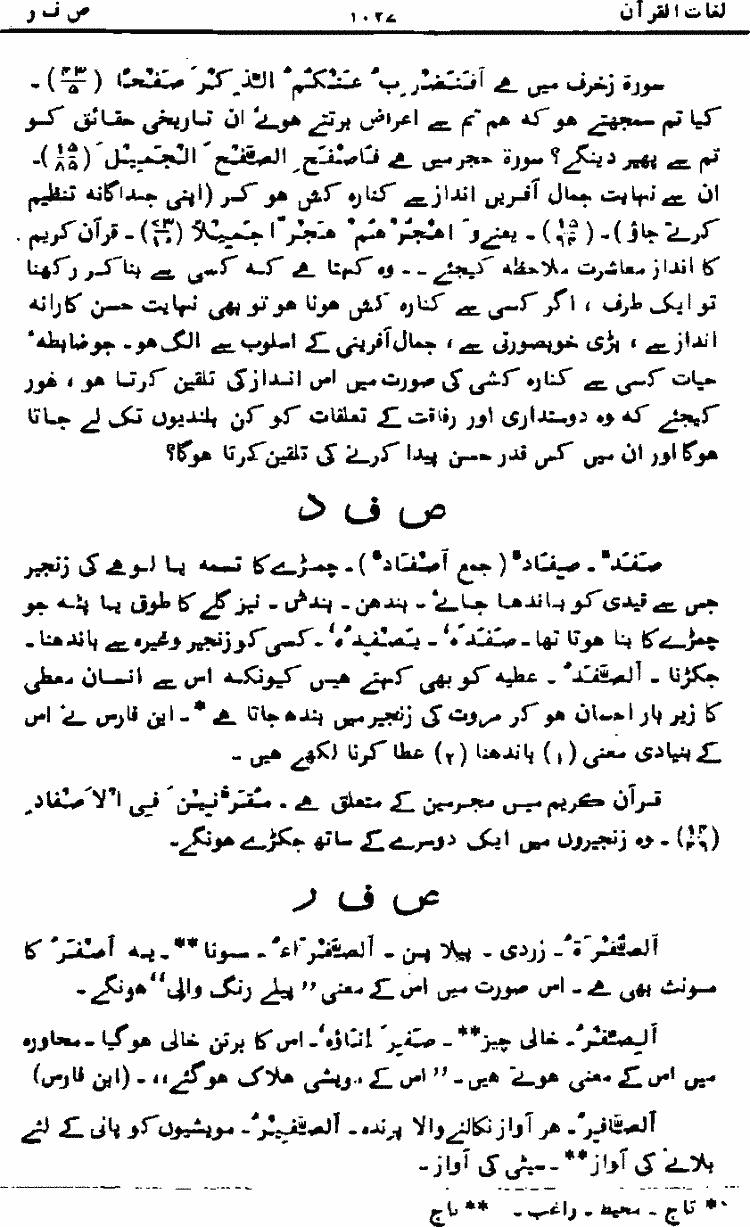 لغات القرآن ۱۰۲۷ ص ف ر
سورۃ زخرف میں ہے اَفَنَضْرِبُ عَنْکُمُ الذِّکْرَ صَفْحًا (۴۳/۵)۔
کیا تم سمجھتے ہو کہ ہم تم سے اعراض برتتے ہوئے ان تاریخی حقائق کو
تم سے پھیر دینگے؟ سورۃ حجر میں ہے فَاصْفَحِ الصَّفْحَ الْجَمِیْلَ (۱۵/۸۵)۔
ان سے نہایت جمال آفریں انداز سے کنارہ کش ہو کر (اپنی جداگانہ تنظیم
کرتے جاؤ)۔ (۱۵/۹۴)۔ یعنی وَ اھْجُرْھُمْ ھَجْرًا جَمِیْلًا (۷۳/۱۰)۔ قرآن کریم
کا انداز معاشرت ملاحظہ کیجئے ۔۔ وہ کہتا ہے کہ کسی سے بنا کر رکھنا
تو ایک طرف ، اگر کسی سے کنارہ کش ہونا ہو تو بھی نہایت حسن کارانہ
انداز سے ، بڑی خوبصورتی سے ، جمال آفرینی کے اسلوب سے الگ ہو۔ جو ضابطہٴ
حیات کسی سے کنارہ کشی کی صورت میں اس انداز کی تلقین کرتا ہو ، غور
کیجئے کہ وہ دوستداری اور رفاقت کے تعلقات کو کن بلندیوں تک لے جاتا
ہوگا اور ان میں کس قدر حسن پیدا کرنے کی تلقین کرتا ہوگا؟
ص ف د
صَفَدٌ۔ صِفَادٌ (جمع اَصْفَادٌ)۔ چمڑے کا تسمہ یا لوہے کی زنجیر
جس سے قیدی کو باندھا جائے۔ بندھن۔ بندش۔ نیز گلے کا طوق یا پٹہ جو
چمڑے کا بنا ہوتا تھا۔ صَفَدَہٗ۔ یَصْفِدُہٗ۔ کسی کو زنجیر وغیرہ سے باندھنا۔
جکڑنا۔ اَلصَّفَدُ۔ عطیہ کو بھی کہتے ہیں کیونکہ اس سے انسان معطی
کا زیر بار احسان ہو کر مروت کی زنجیر میں بندھ جاتا ہے *۔ ابن فارس نے اس
کے بنیادی معنی (۱) باندھنا (۲) عطا کرنا لکھے ہیں۔
قرآن کریم میں مجرمین کے متعلق ہے۔ مُقَرَّنِیْنَ فِی الْاَصْفَادِ
(۱۴/۴۹)۔ وہ زنجیروں میں ایک دوسرے کے ساتھ جکڑے ہونگے۔
ص ف ر
اَلصُّفْرَۃُ۔ زردی۔ پیلا پن۔ اَلصَّفْرَاءُ۔ سونا**۔ یہ اَصْفَرُ کا
مونث بھی ہے۔ اس صورت میں اس کے معنی ”پیلے رنگ والی“ ہونگے۔
اَلصِّفْرُ۔ خالی چیز**۔ صَفِرَ اِنَاؤُہٗ۔ اس کا برتن خالی ہوگیا۔ محاورہ
میں اس کے معنی ہوتے ہیں۔ ”اس کے مویشی ھلاک ہوگئے“۔ (ابن فارس)
اَلصَّافِرُ۔ ہر آواز نکالنے والا پرندہ۔ اَلصَّفِیْرُ۔ مویشیوں کو پانی کے لئے
بلانے کی آواز**۔ سیٹی کی آواز۔
* تاج۔ محیط۔ راغب۔ ** تاج